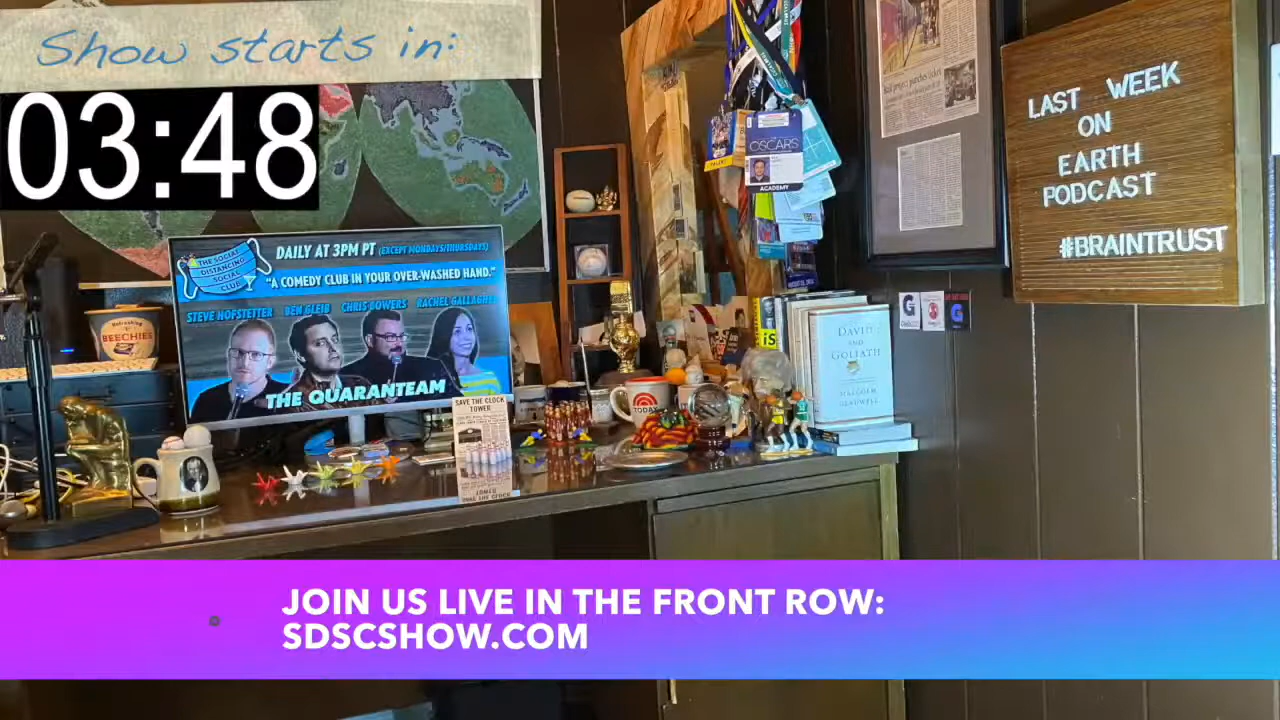 Show starts in:
03:48
DAILY AT 3PM PT (EXCEPT MONDAYS/THURSDAYS)
THE SOCIAL
DISTANCING
SOCIAL
CLUB
"A COMEDY CLUB IN YOUR OVER-WASHED HAND."
STEVE HOFSTETTER BEN GLEIB CHRIS BOWERS RACHEL GALLAGHER
THE QUARANTEAM
Refreshing
BEECHIES
SAVE THE CLOCK
TOWER
TODAY
OSCARS
ACADEMY
iS
DAVID
AND
GOLIATH
MALCOLM
GLADWELL
G
G
LAST WEEK
ON
EARTH
PODCAST
#BRAINTRUST
JOIN US LIVE IN THE FRONT ROW:
SDSCSHOW.COM